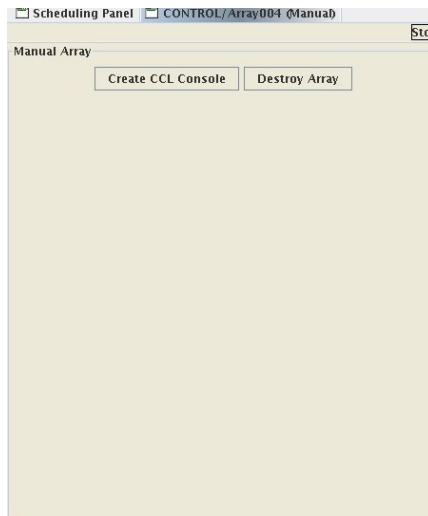 Scheduling Panel CONTROL/Array004 (Manual)
Manual Array
Create CCL Console Destroy Array